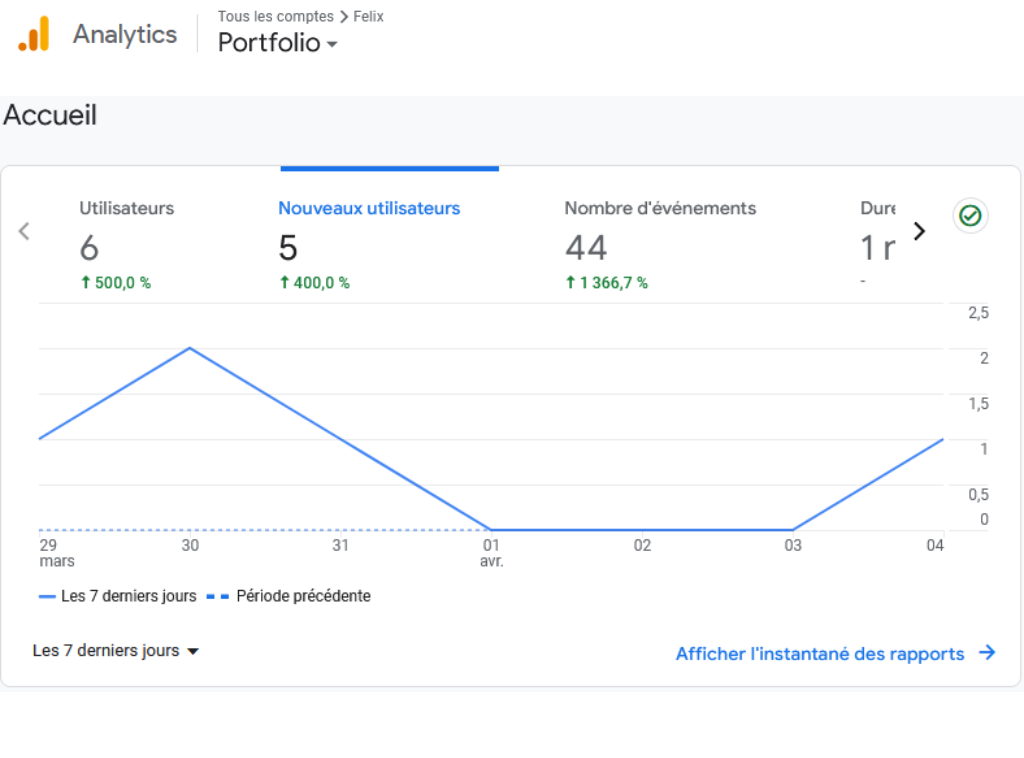 Analytics
Tous les comptes > Felix
Portfolio
Accueil
Utilisateurs
6
↑ 500,0 %
Nouveaux utilisateurs
5
↑ 400,0 %
Nombre d'événements
44
↑ 1 366,7 %
Duré
1 r
-
2,5
2
1,5
1
0,5
0
29 mars
30
31
01 avr.
02
03
04
Les 7 derniers jours
Période précédente
Les 7 derniers jours
Afficher l'instantané des rapports →